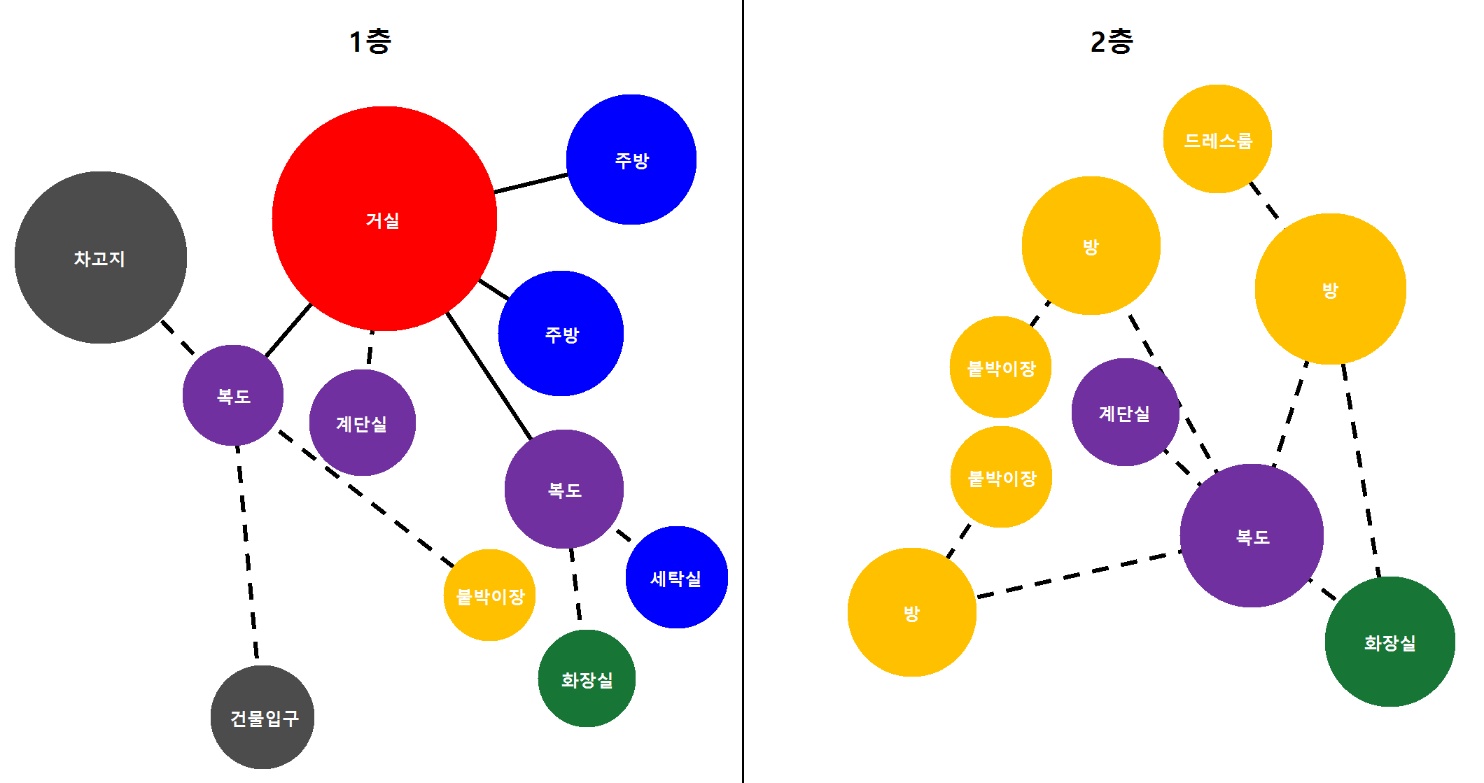 1층
주방
거실
차고지
주방
복도
계단실
복도
세탁실
붙박이장
화장실
건물입구
2층
드레스룸
방
방
붙박이장
계단실
붙박이장
복도
방
화장실